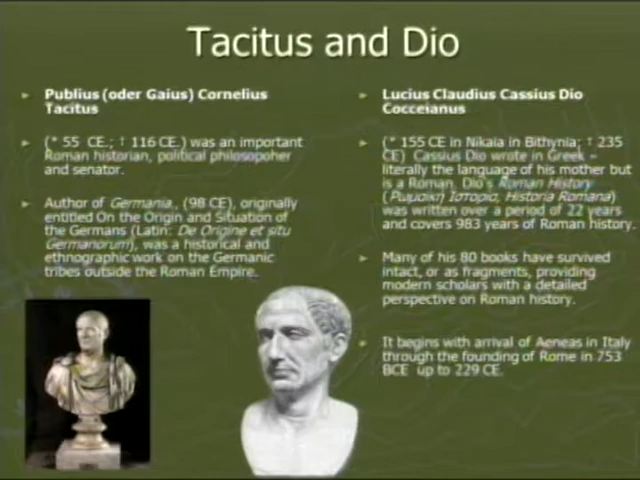 Tacitus and Dio
Publius (oder Gaius) Cornelius
Tacitus
(* 55 CE.; † 116 CE.) was an important
Roman historian, political philosopoher
and senator.
Author of Germania., (98 CE), originally
entitled On the Origin and Situation of
the Germans (Latin: De Origine et situ
Germanorum), was a historical and
ethnographic work on the Germanic
tribes outside the Roman Empire.
Lucius Claudius Cassius Dio
Cocceianus
(* 155 CE in Nikaia in Bithynia; † 235
CE) Cassius Dio wrote in Greek –
literally the language of his mother but
is a Roman. Dio's Roman History
(Ρωμαικη Ιστορια, Historia Romana)
was written over a period of 22 years
and covers 983 years of Roman history.
Many of his 80 books have survived
intact, or as fragments, providing
modern scholars with a detailed
perspective on Roman history.
It begins with arrival of Aeneas in Italy
through the founding of Rome in 753
BCE up to 229 CE.